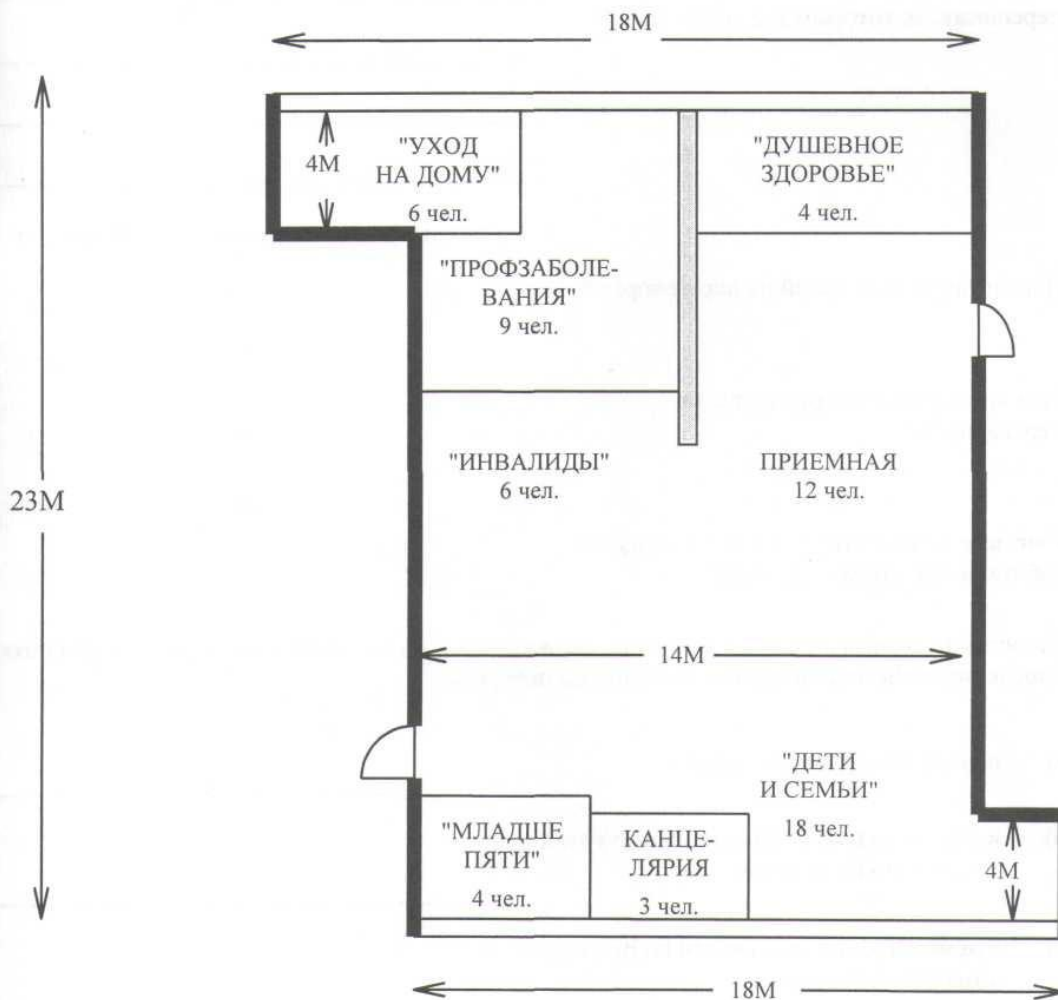 18М
4М
"УХОД
НА ДОМУ"
6 чел.
"ДУШЕВНОЕ
ЗДОРОВЬЕ"
4 чел.
"ПРОФЗАБОЛЕ-
ВАНИЯ"
9 чел.
"ИНВАЛИДЫ"
6 чел.
ПРИЕМНАЯ
12 чел.
23М
14М
"ДЕТИ
И СЕМЬИ"
18 чел.
"МЛАДШЕ
ПЯТИ"
4 чел.
КАНЦЕ-
ЛЯРИЯ
3 чел.
4М
18М